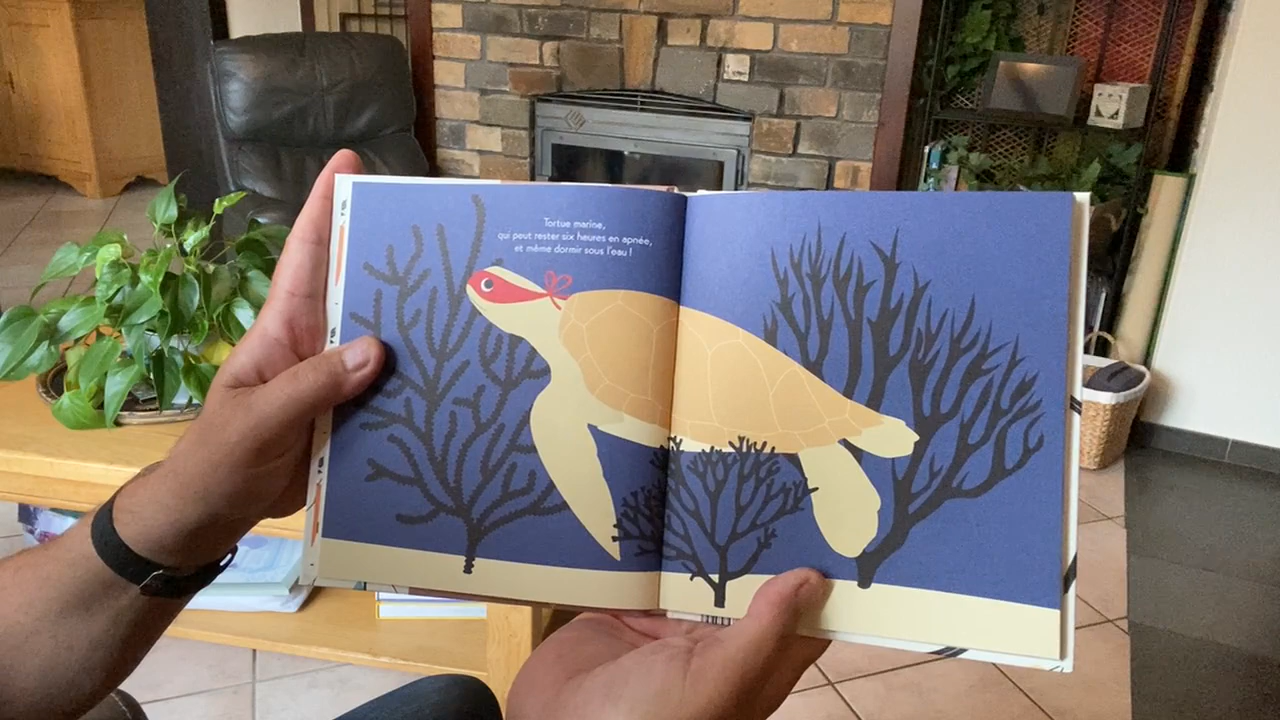 Tortue marine,
qui peut rester six heures en apnée,
et même dormir sous l'eau !